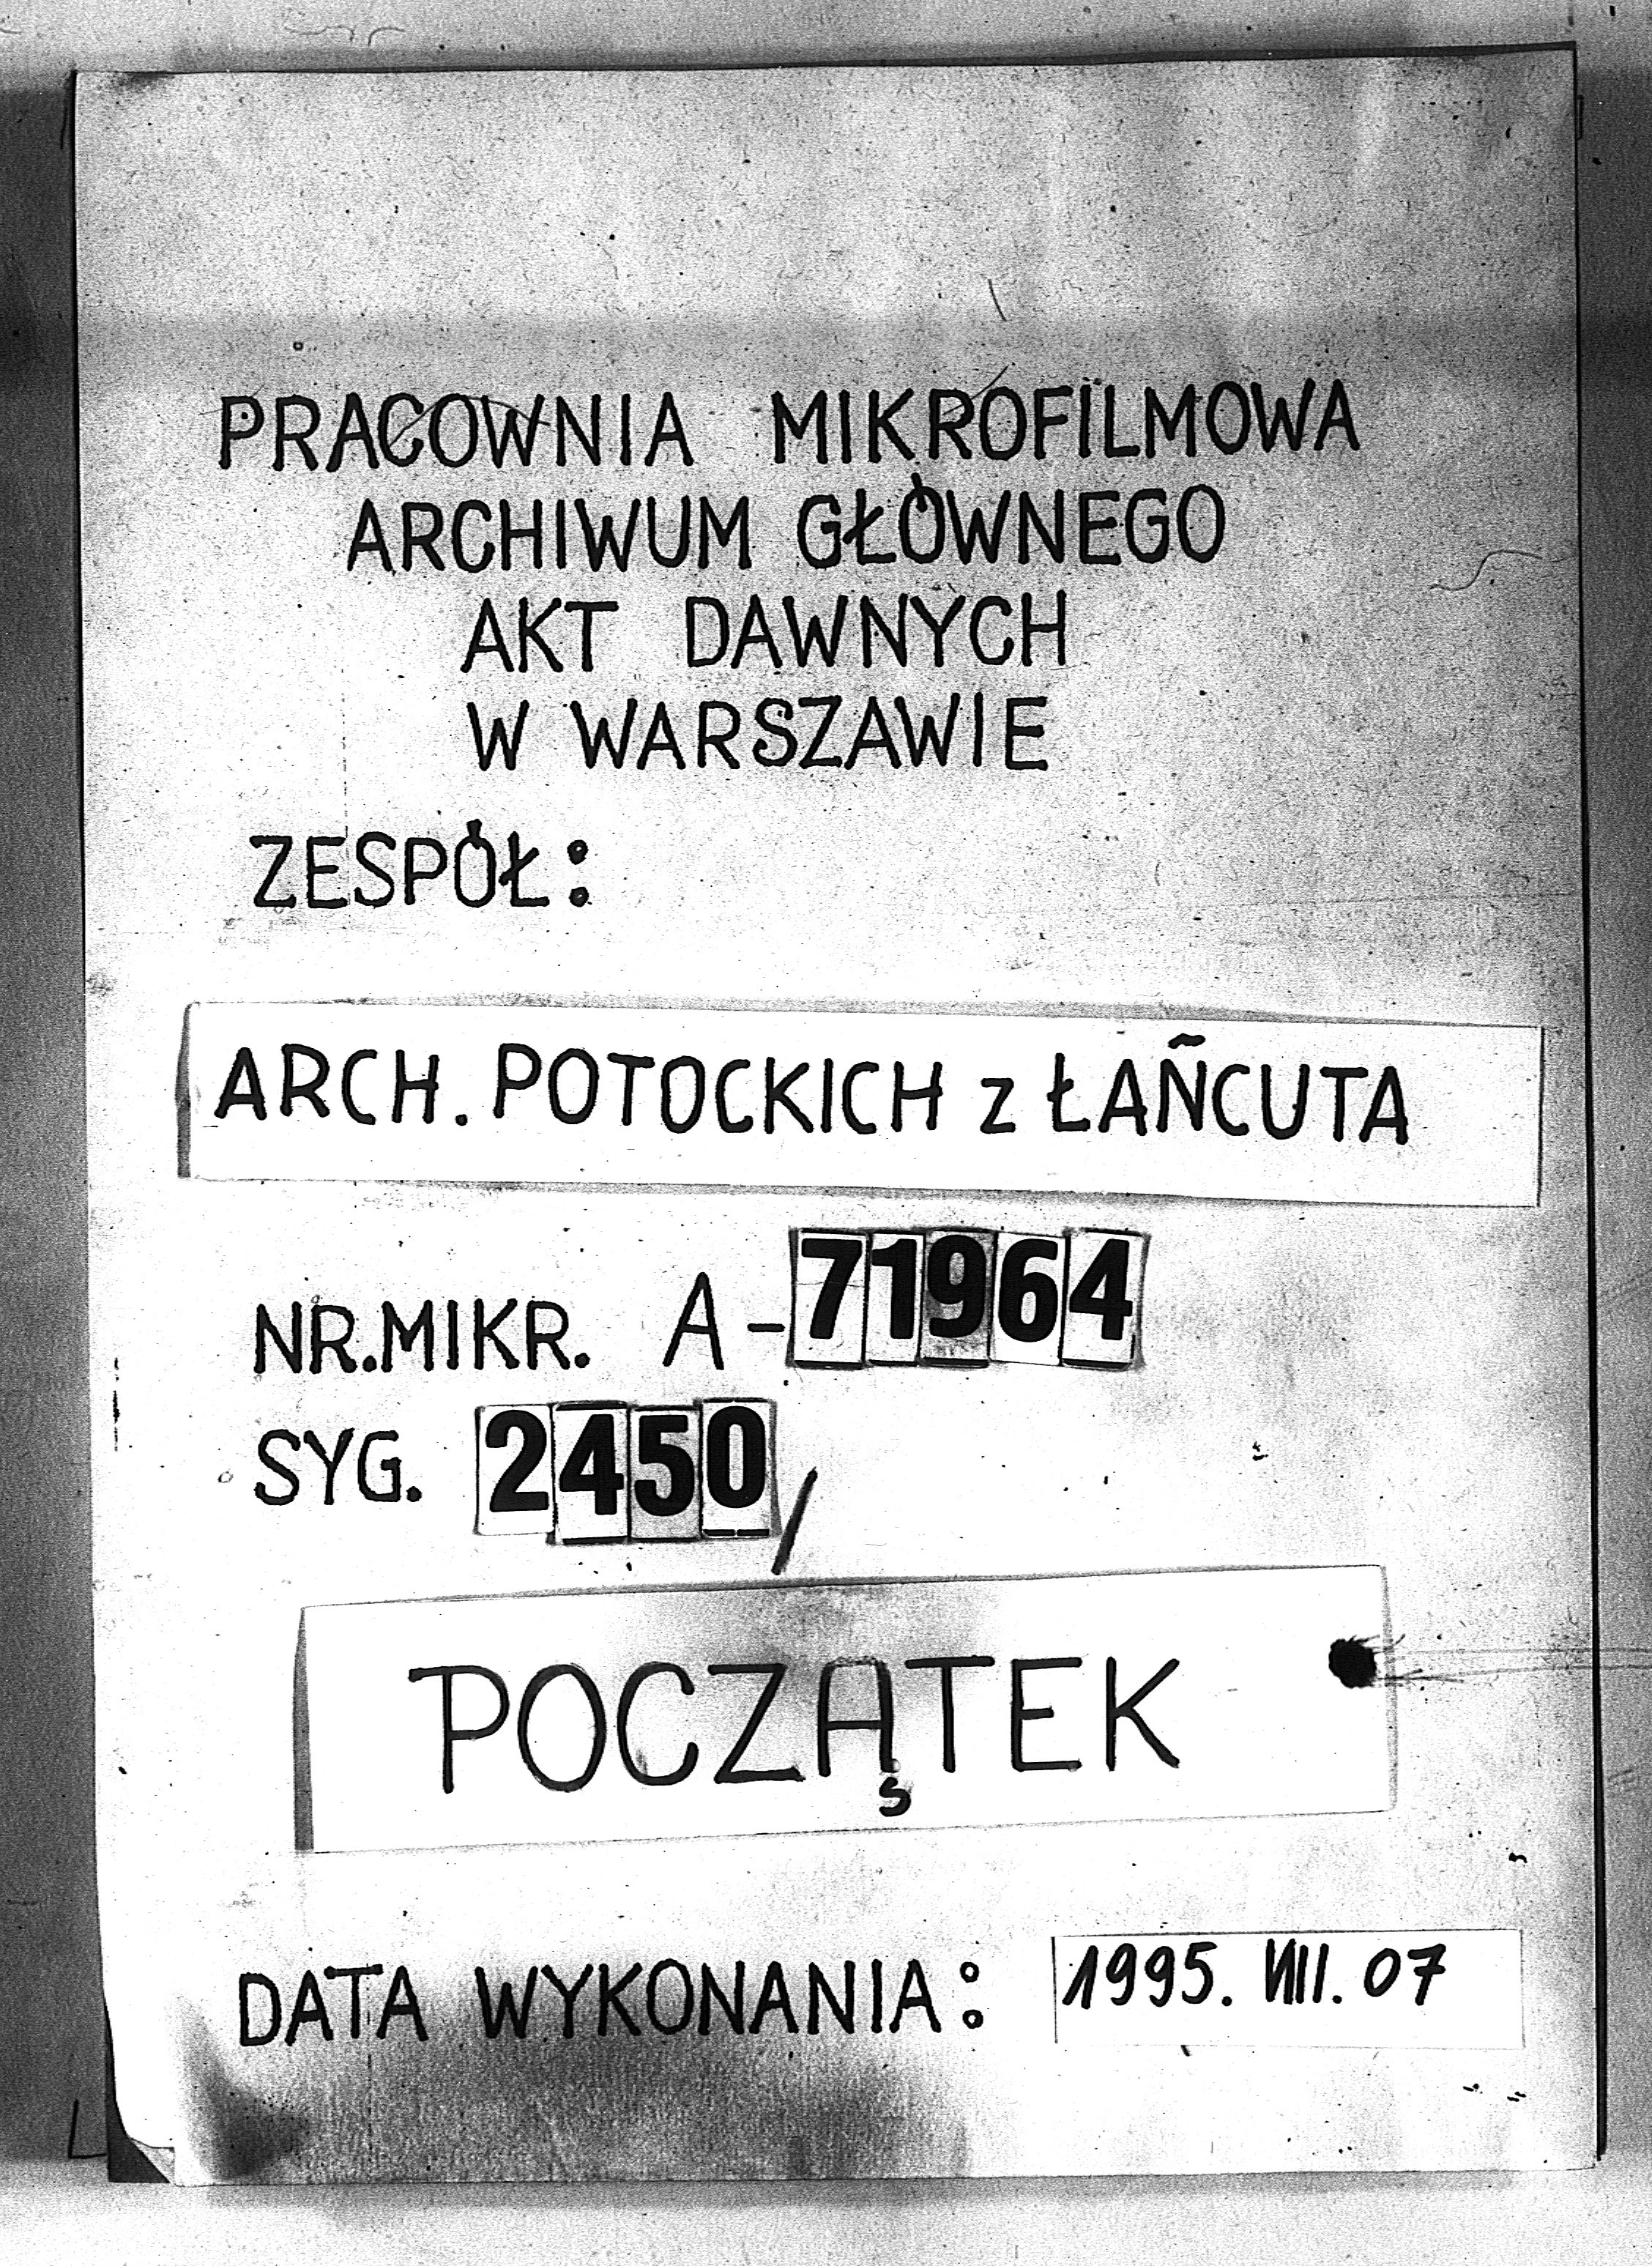 PRACOWNIA MIKROFILMOWA
ARCHIWUM GŁÓWNEGO
AKT DAWNYCH
W WARSZAWIE
ZESPÓŁ:
ARCH. POTOCKICH z ŁAŃCUTA
NR.MIKR. A-71964
SYG. 2450/
POCZĄTEK
DATA WYKONANIA: 1995. VIII. 07